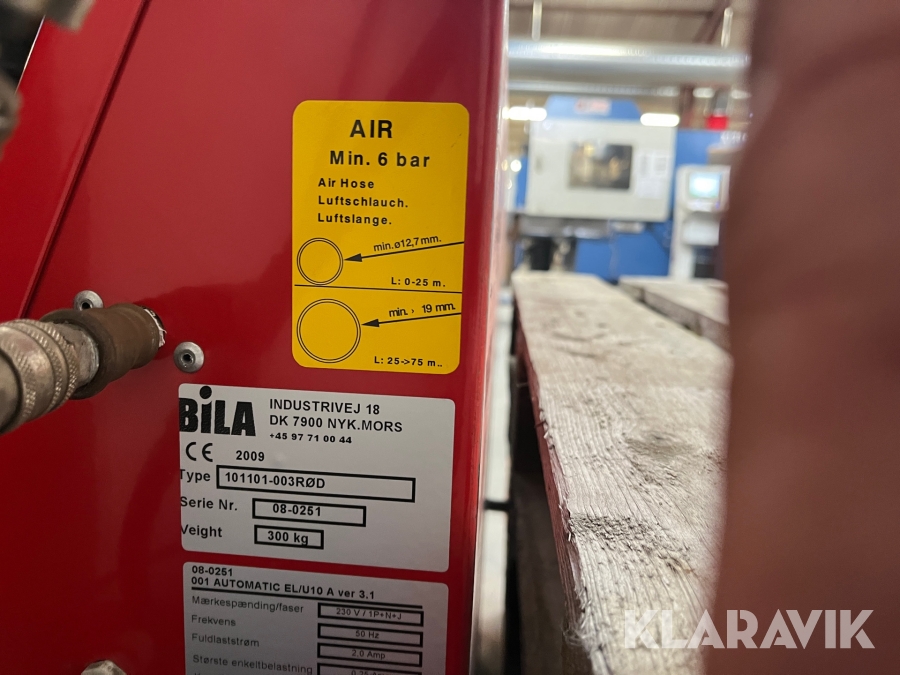 AIR
Min. 6 bar
Air Hose
Luftschlauch.
Luftslange.
min.ø12,7mm.
L: 0-25 m.
min. › 19 mm.
L: 25->75 m..
BiLA
INDUSTRIVEJ 18
DK 7900 NYK.MORS
+45 97 71 00 44
CE 2009
Type 101101-003RØD
Serie Nr. 08-0251
Veight 300 kg
08-0251
001 AUTOMATIC EL/U10 A ver 3.1
Mærkespænding/faser 230 V / 1P+N+J
Frekvens 50 Hz
Fuldlaststrøm 2,0 Amp
Største enkeltbelastning
KLARAVIK